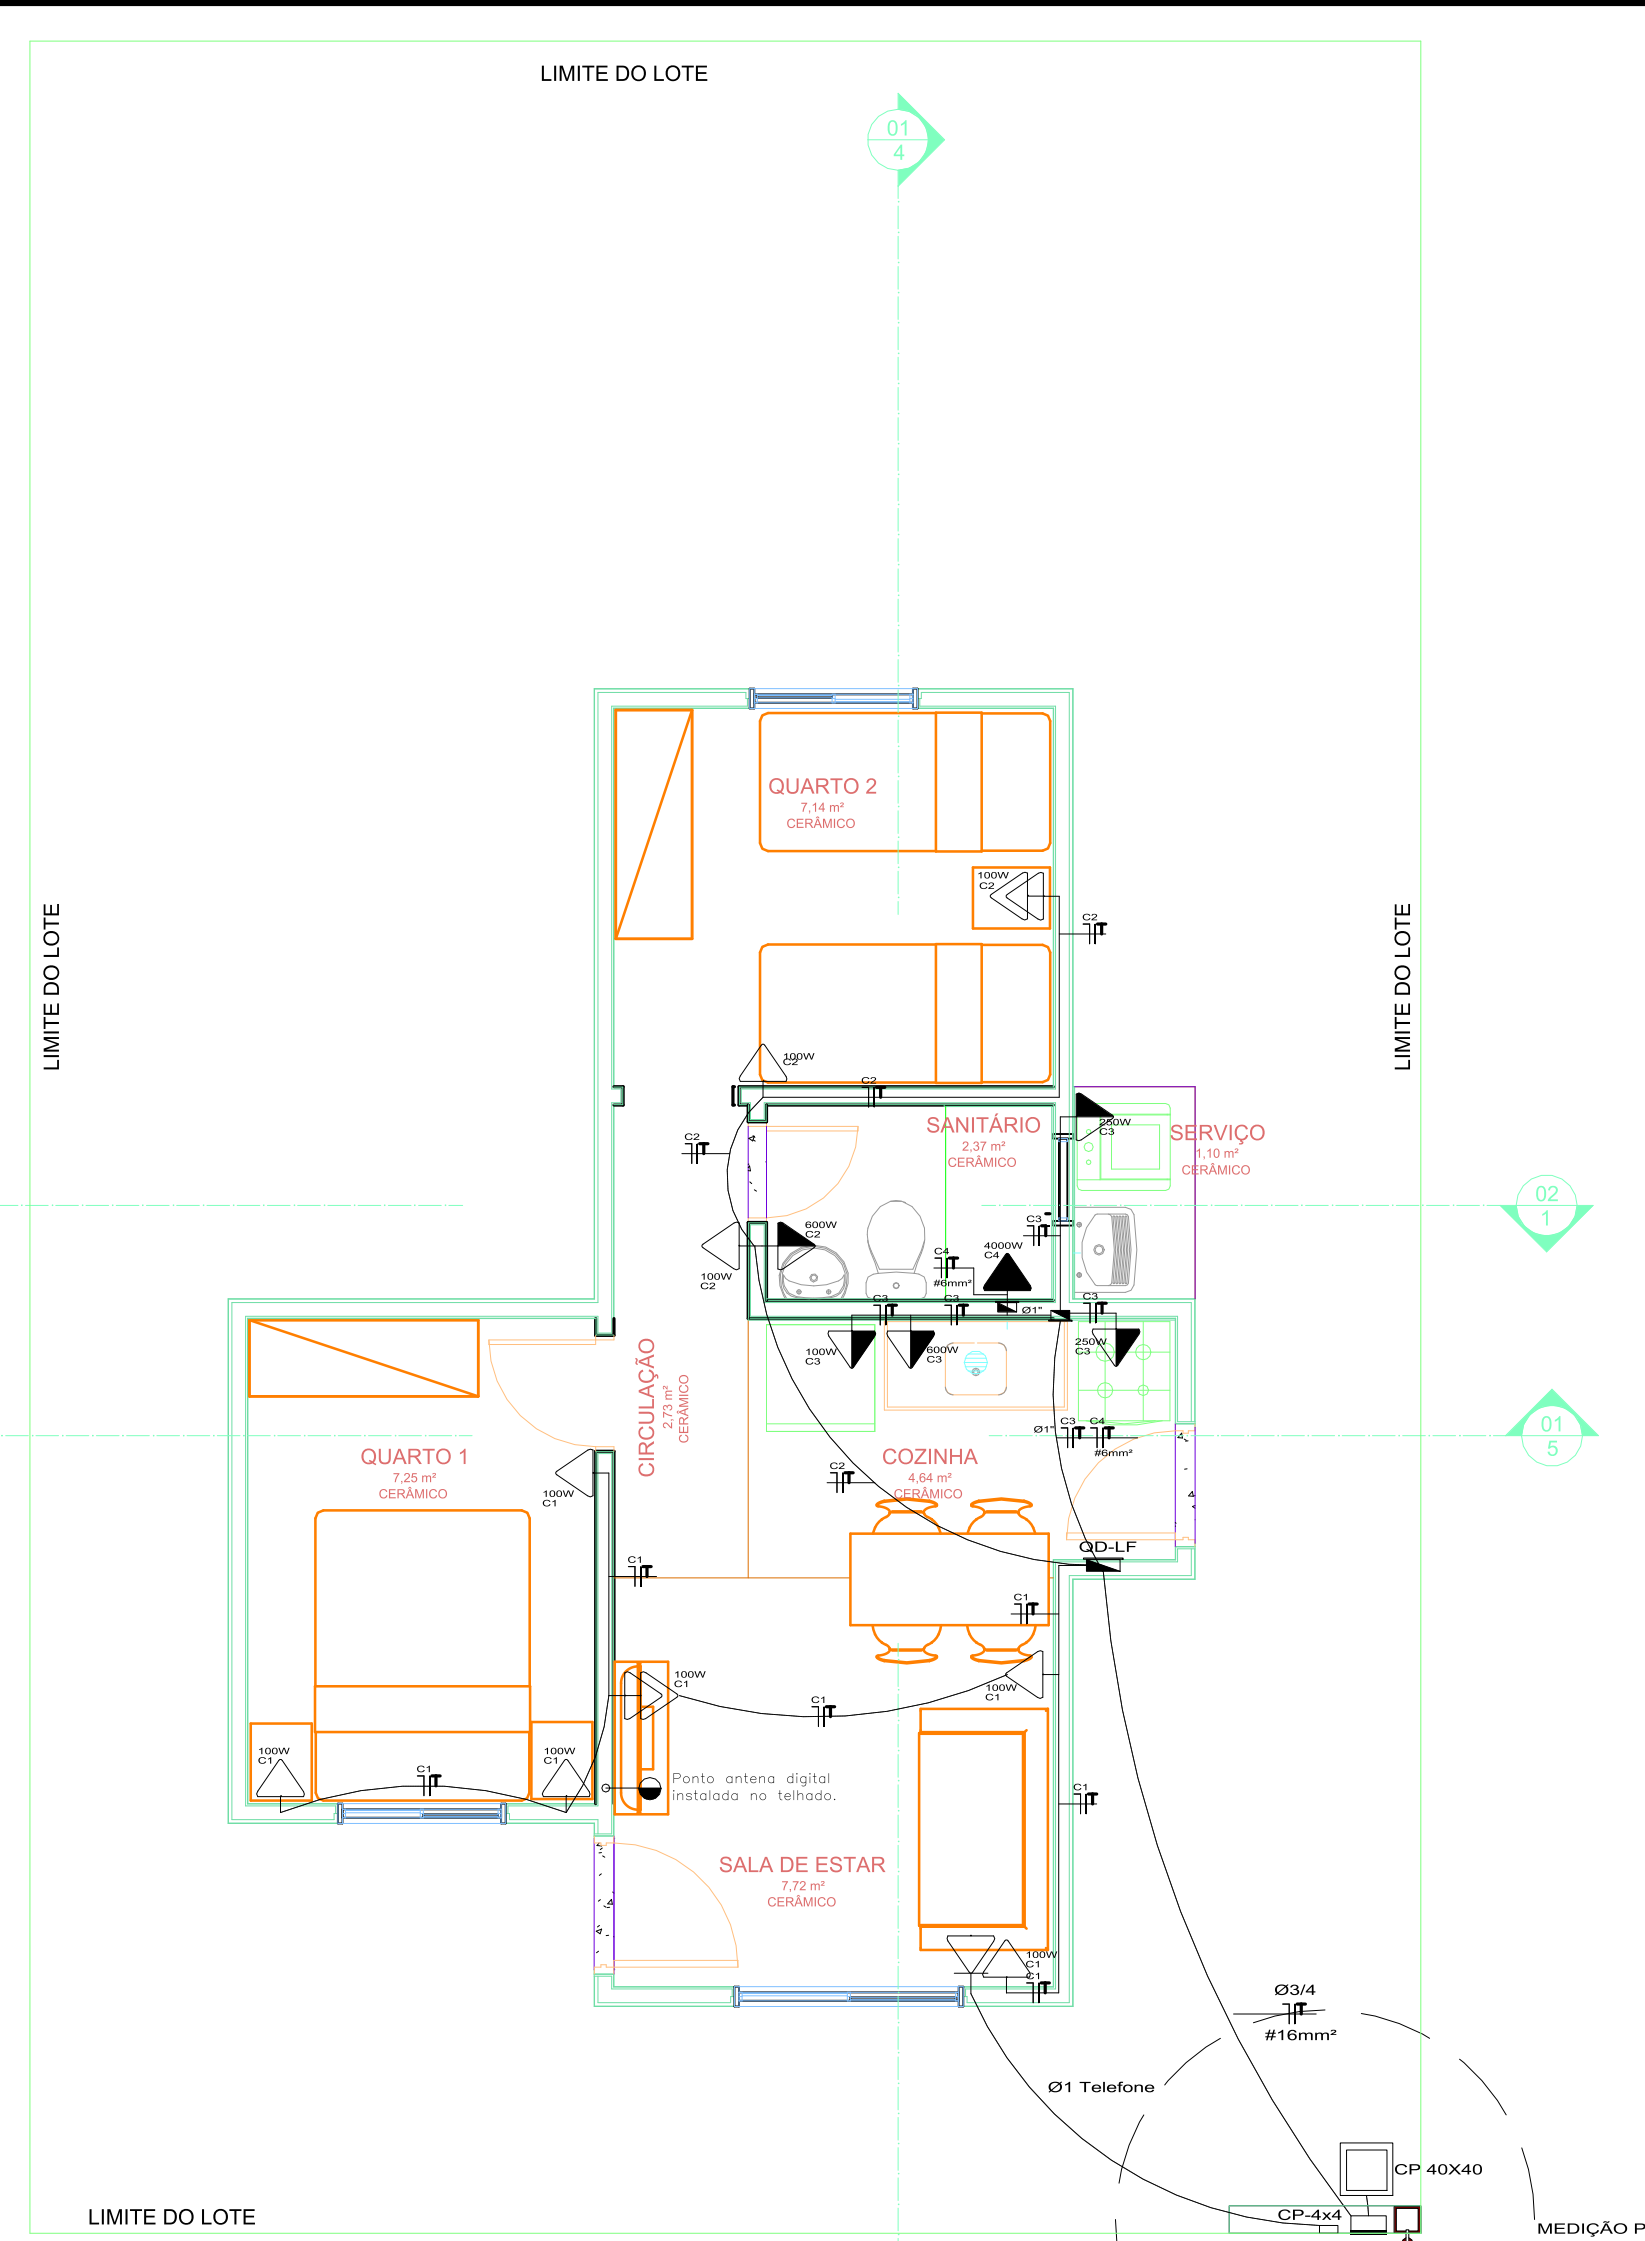 LIMITE DO LOTE
01
4
QUARTO 2
7,14 m²
CERÂMICO
100W
C2
C2
LIMITE DO LOTE
LIMITE DO LOTE
100W
C2
C2
C2
SANITÁRIO
2,37 m²
CERÂMICO
250W
C3
SERVIÇO
1,10 m²
CERÂMICO
02
1
600W
C2
100W
C2
C3
C4
#6mm²
4000W
C4
C3
C3
Ø1"
C3
100W
C3
600W
C3
250W
C3
CIRCULAÇÃO
2,73 m²
CERÂMICO
QUARTO 1
7,25 m²
CERÂMICO
100W
C1
COZINHA
4,64 m²
CERÂMICO
C2
Ø1"
C3
C4
#6mm²
01
5
QD-LF
C1
C1
100W
C1
100W
C1
C1
100W
C1
100W
C1
C1
Ponto antena digital
instalada no telhado.
C1
SALA DE ESTAR
7,72 m²
CERÂMICO
100W
C1
C1
Ø3/4
#16mm²
Ø1 Telefone
CP 40X40
CP-4x4
LIMITE DO LOTE
MEDIÇÃO P